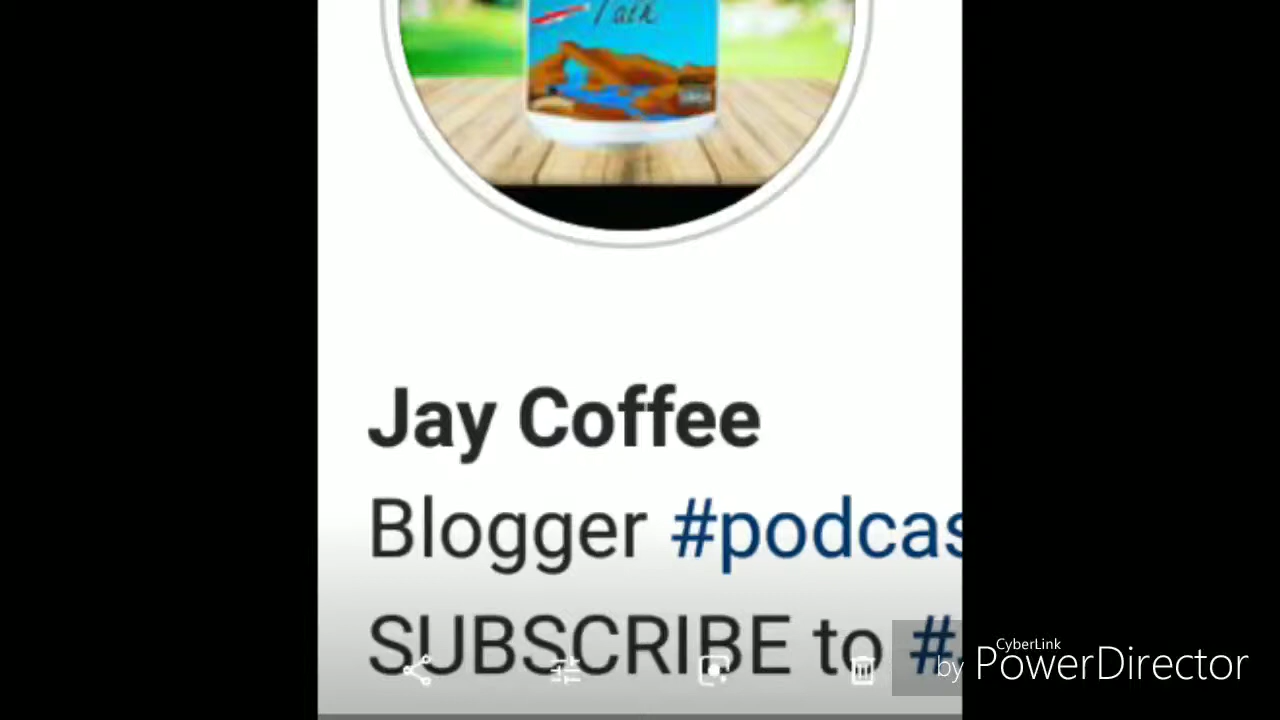 Talk
Jay Coffee
Blogger #podcas
SUBSCRIBE to #
CyberLink
by PowerDirector